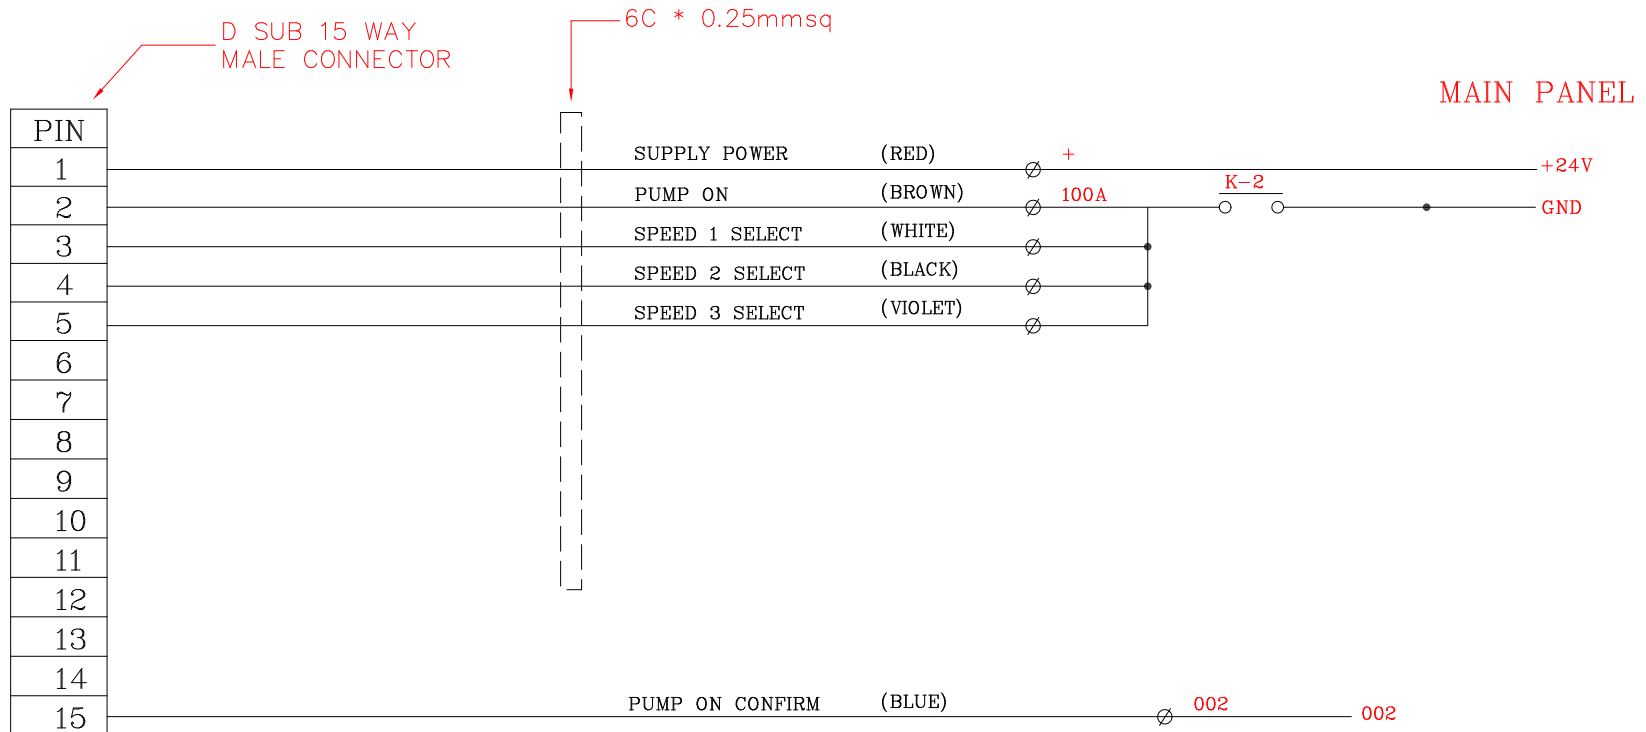 D SUB 15 WAY
MALE CONNECTOR
6C * 0.25mmsq
MAIN PANEL
PIN
1 SUPPLY POWER (RED) + +24V
2 PUMP ON (BROWN) 100A K-2 GND
3 SPEED 1 SELECT (WHITE)
4 SPEED 2 SELECT (BLACK)
5 SPEED 3 SELECT (VIOLET)
6
7
8
9
10
11
12
13
14
15 PUMP ON CONFIRM (BLUE) 002 002